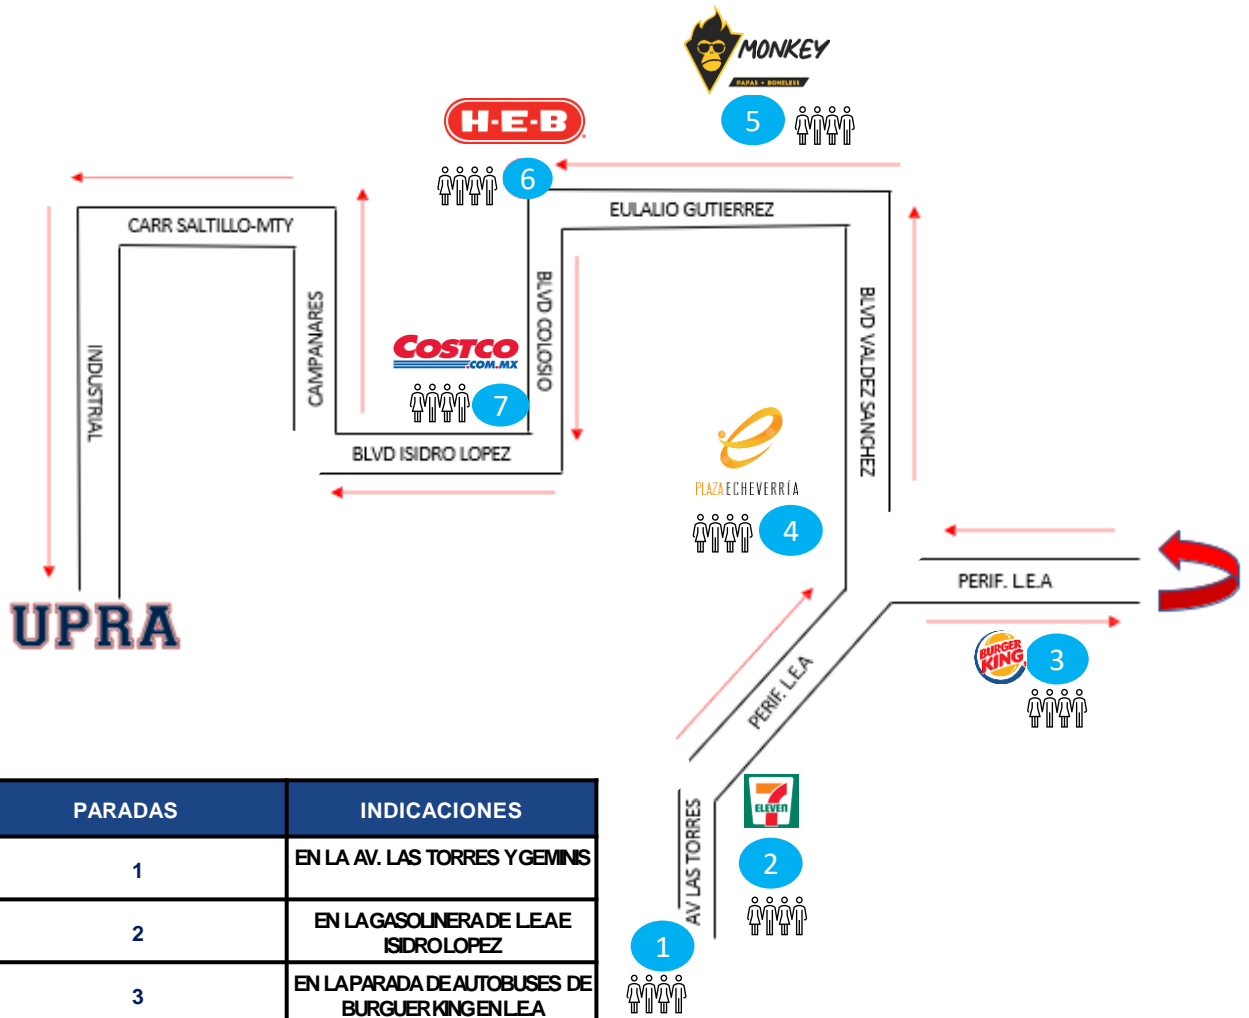 MONKEY
PAPAS + BONELESS
5
H-E-B
6
EULALIO GUTIERREZ
CARR SALTILLO-MTY
CAMPANARES
INDUSTRIAL
BLVD COLOSIO
BLVD VALDEZ SANCHEZ
COSTCO
.COM.MX
7
BLVD ISIDRO LOPEZ
PLAZA ECHEVERRÍA
4
PERIF. L.E.A
UPRA
BURGER
KING
3
PERIF. L.E.A
7
ELEVEN
2
AV LAS TORRES
1
PARADAS INDICACIONES
1 EN LA AV. LAS TORRES Y GEMINIS
2 EN LA GASOLINERA DE L.E.A E
ISIDRO LOPEZ
3 EN LA PARADA DE AUTOBUSES DE
BURGUER KING EN L.E.A